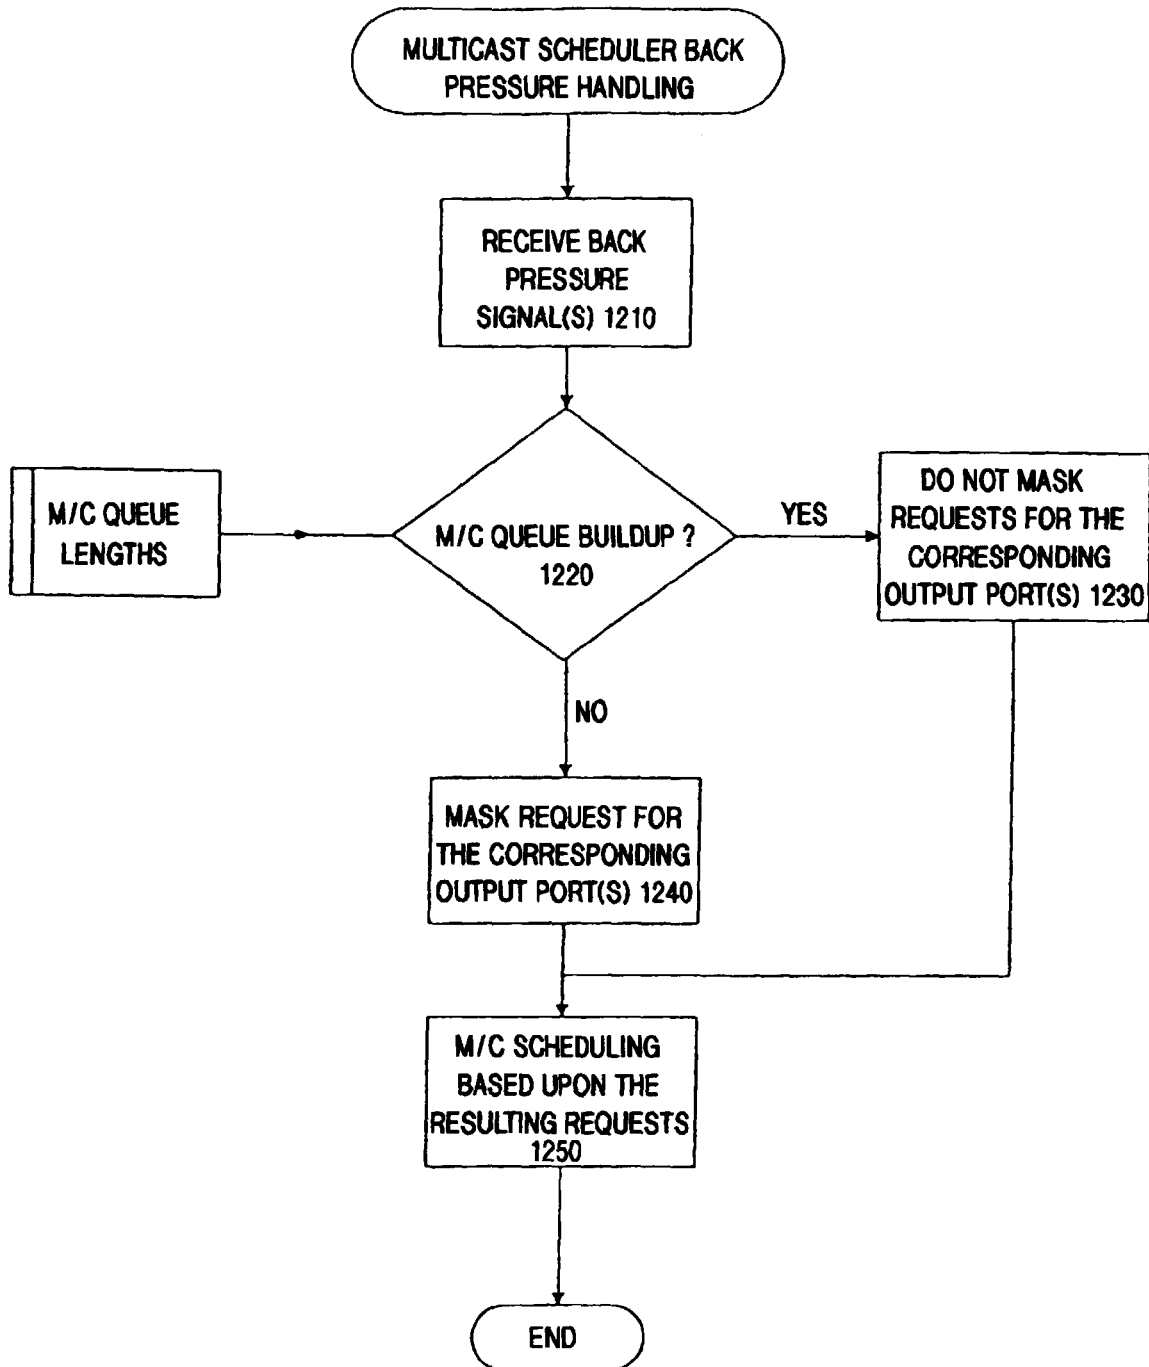 MULTICAST SCHEDULER BACK
PRESSURE HANDLING
RECEIVE BACK
PRESSURE
SIGNAL(S) 1210
M/C QUEUE
LENGTHS
M/C QUEUE BUILDUP ?
1220
YES
DO NOT MASK
REQUESTS FOR THE
CORRESPONDING
OUTPUT PORT(S) 1230
NO
MASK REQUEST FOR
THE CORRESPONDING
OUTPUT PORT(S) 1240
M/C SCHEDULING
BASED UPON THE
RESULTING REQUESTS
1250
END